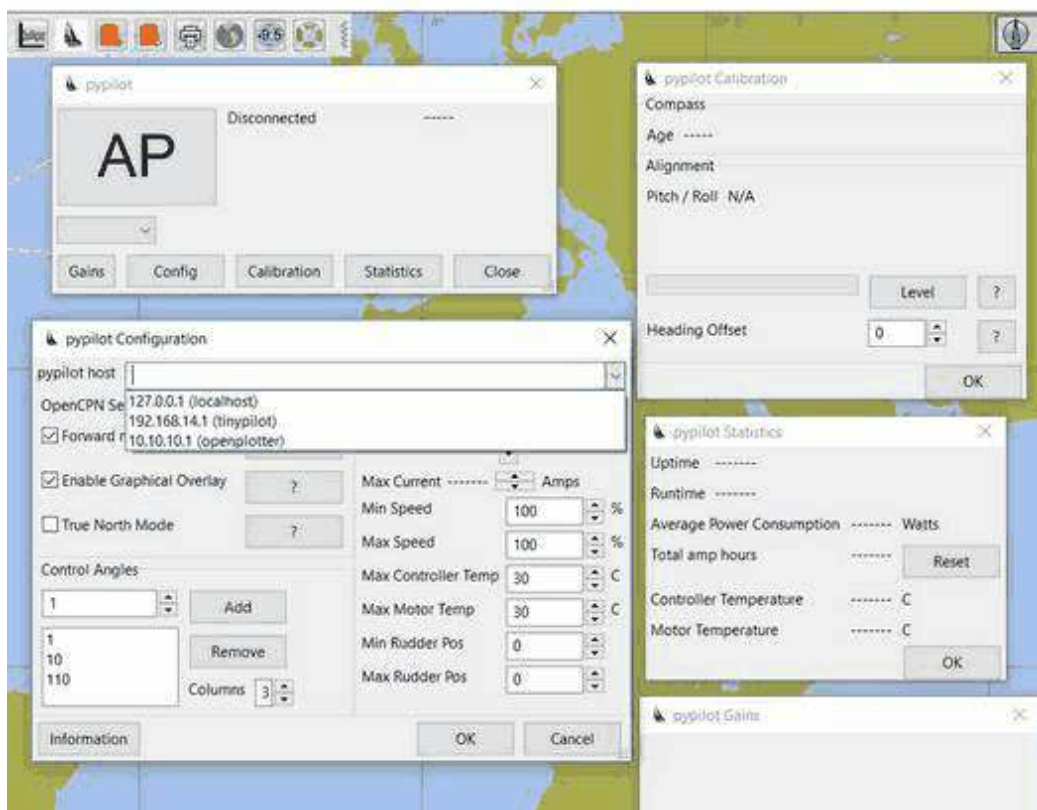 -9.5
pypilot
AP
Disconnected -----
Gains Config Calibration Statistics Close
pypilot Calibration
Compass
Age -----
Alignment
Pitch / Roll N/A
Level ?
Heading Offset 0 ?
OK
pypilot Configuration
pypilot host
127.0.0.1 (localhost)
192.168.14.1 (tinypilot)
10.10.10.1 (openplotter)
OpenCPN Se
Forward
Enable Graphical Overlay ?
True North Mode ?
Control Angles
1 Add
1
10
110
Remove
Columns 3
Max Current ------- Amps
Min Speed 100 %
Max Speed 100 %
Max Controller Temp 30 C
Max Motor Temp 30 C
Min Rudder Pos 0
Max Rudder Pos 0
Information OK Cancel
pypilot Statistics
Uptime -------
Runtime -------
Average Power Consumption ------- Watts
Total amp hours ------- Reset
Controller Temperature ------- C
Motor Temperature ------- C
OK
pypilot Gains